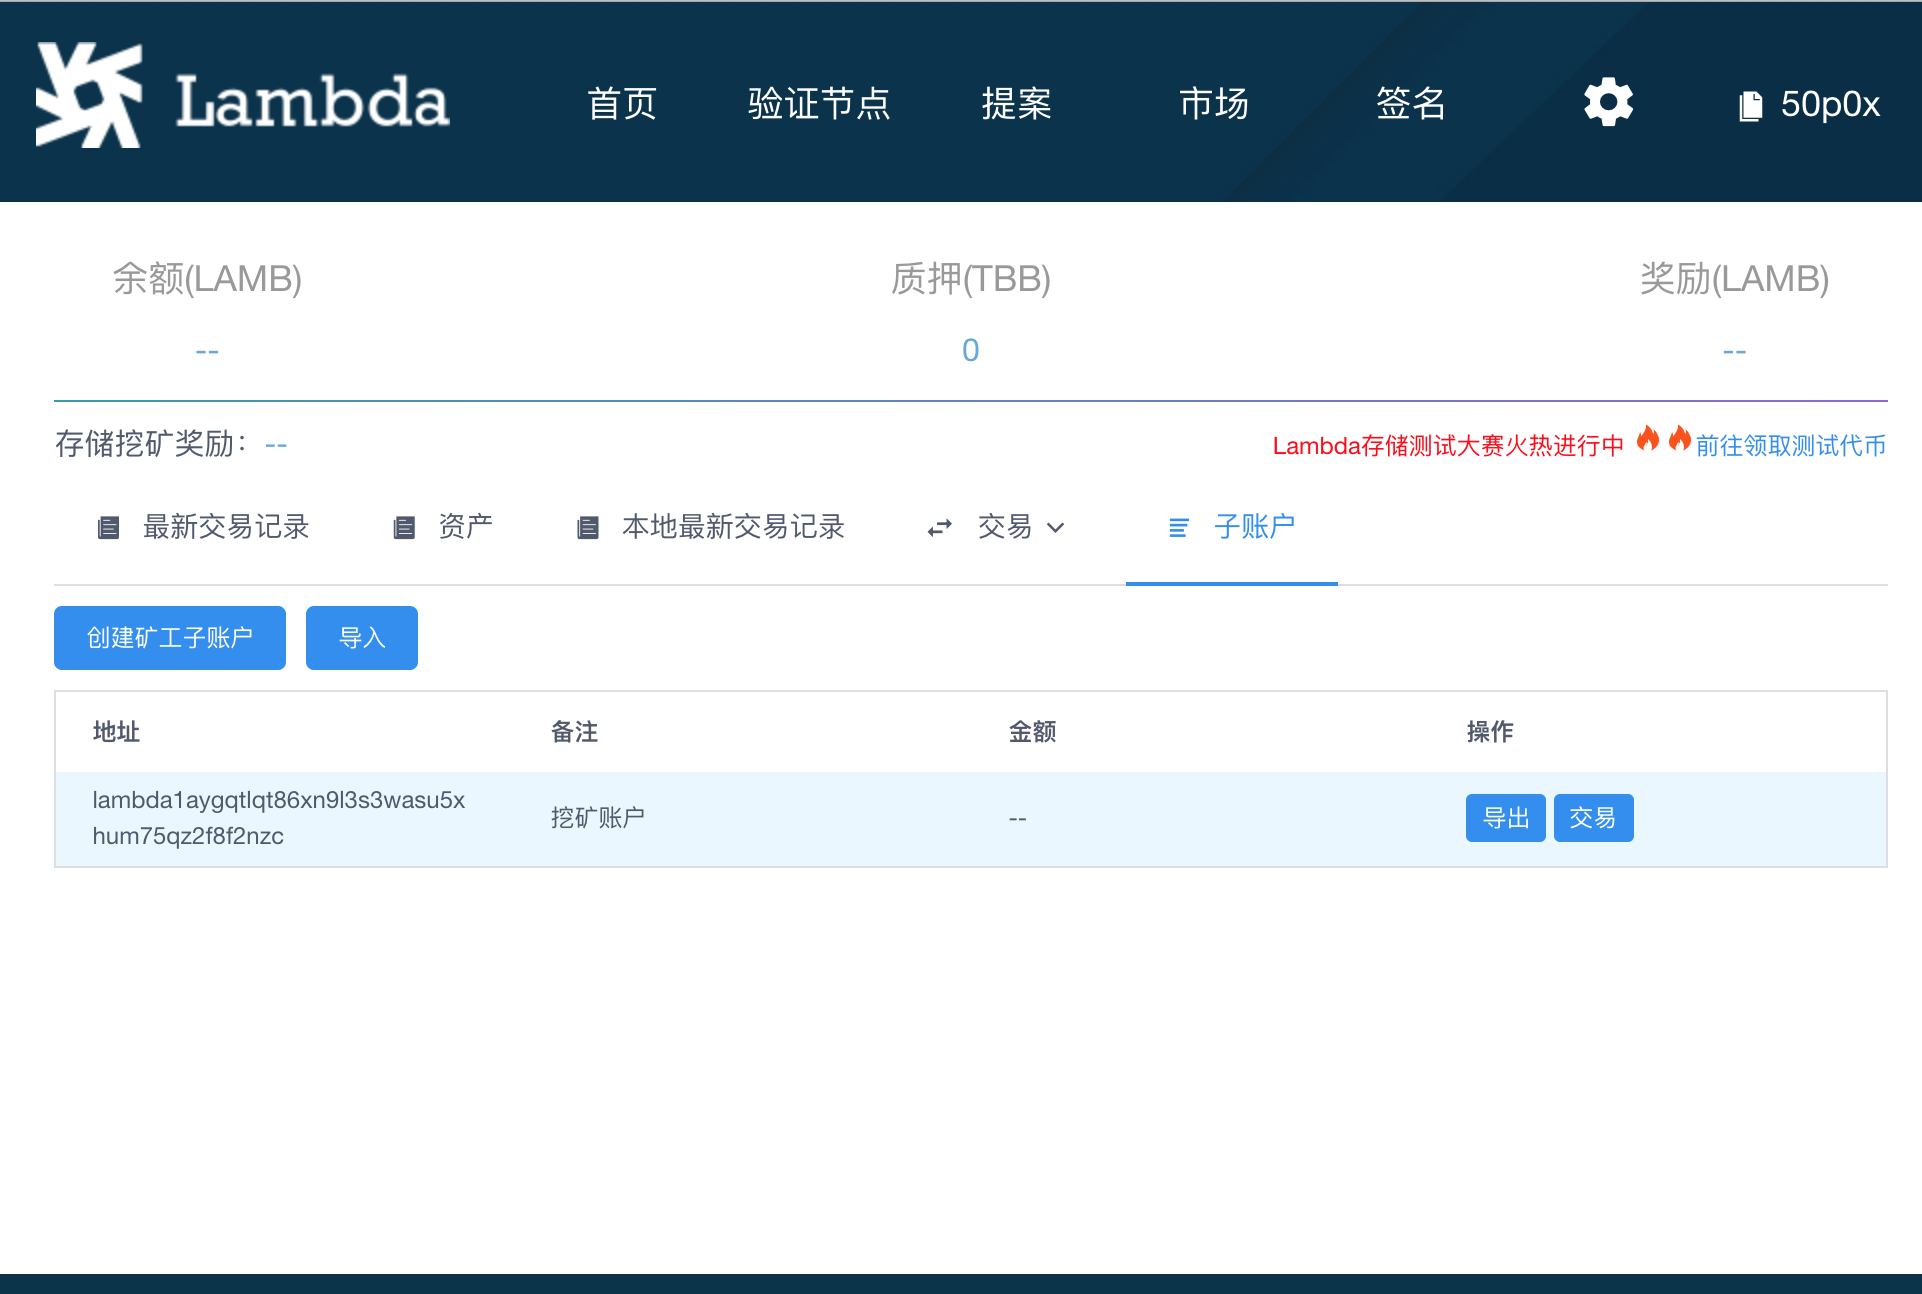 Lambda 首页 验证节点 提案 市场 签名 50p0x
余额(LAMB) 质押(TBB) 奖励(LAMB)
-- 0 --
存储挖矿奖励： -- Lambda存储测试大赛火热进行中 前往领取测试代币
最新交易记录 资产 本地最新交易记录 交易 子账户
创建矿工子账户 导入
地址 备注 金额 操作
lambda1aygqtlqt86xn9l3s3wasu5x
hum75qz2f8f2nzc 挖矿账户 -- 导出 交易